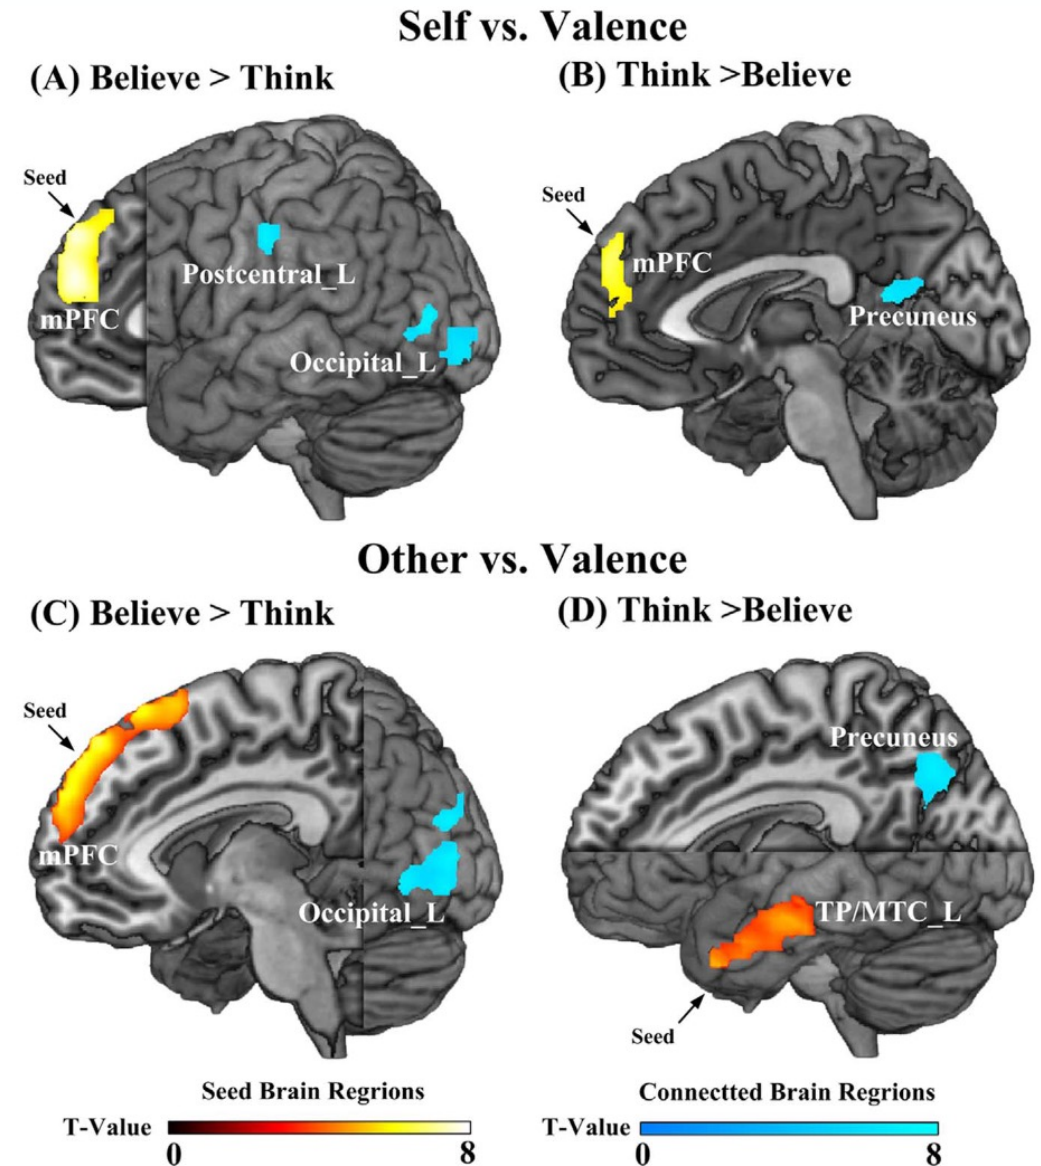 Self vs. Valence
(A) Believe > Think
(B) Think >Believe
Seed
mPFC
Postcentral_L
Occipital_L
Seed
mPFC
Precuneus
Other vs. Valence
(C) Believe > Think
(D) Think >Believe
Seed
mPFC
Occipital_L
Precuneus
TP/MTC_L
Seed
Seed Brain Regrions
T-Value
0
8
Connectted Brain Regrions
T-Value
0
8